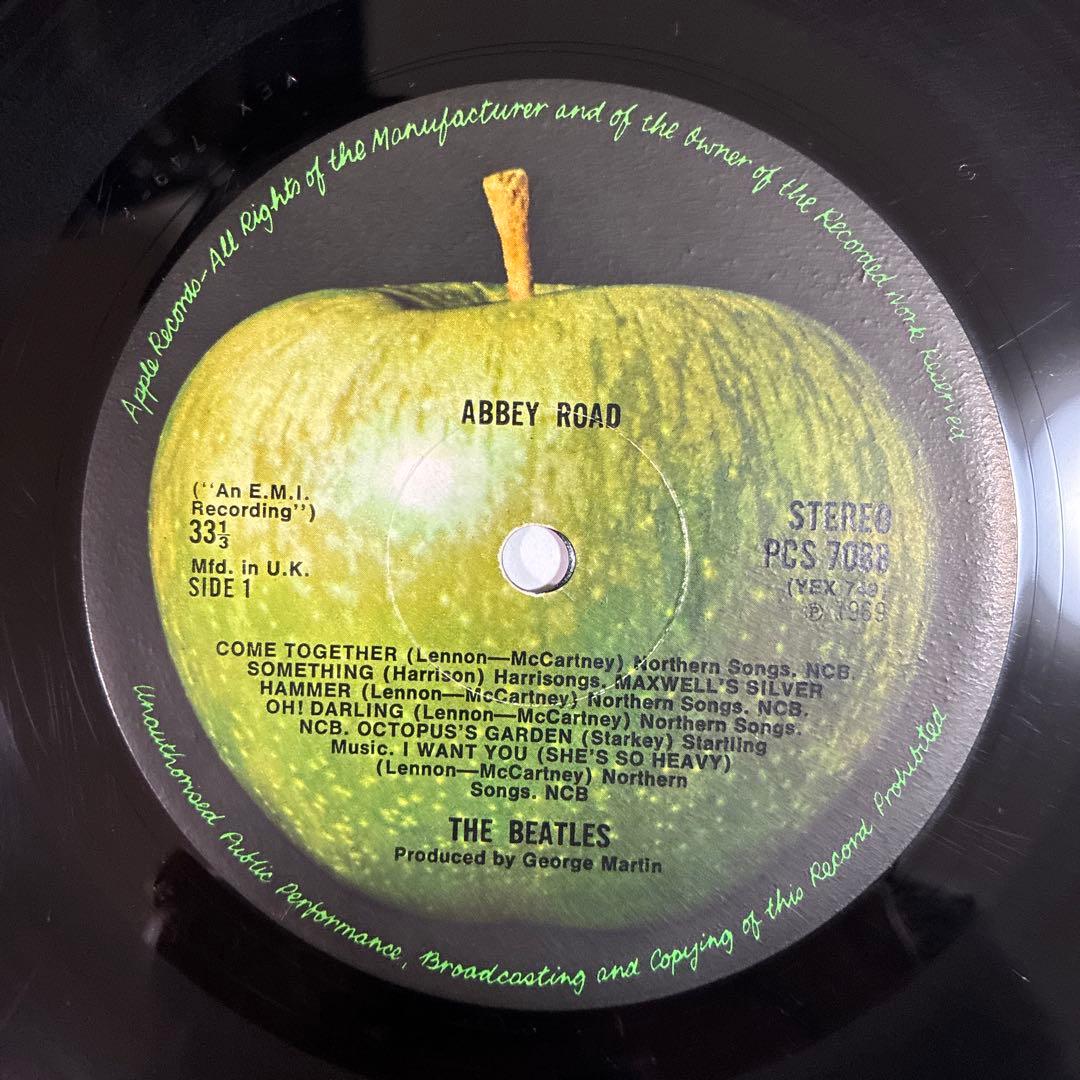 Apple Records—All Rights of the Manufacturer and of the Owner of the Recorded Work Reserved
ABBEY ROAD
(“An E.M.I.
Recording”)
33⅓
Mfd. in U.K.
SIDE 1
STEREO
PCS 7088
(YEX 749)
Ⓟ 1969
COME TOGETHER (Lennon—McCartney) Northern Songs. NCB.
SOMETHING (Harrison) Harrisongs. MAXWELL'S SILVER
HAMMER (Lennon—McCartney) Northern Songs. NCB.
OH! DARLING (Lennon—McCartney) Northern Songs.
NCB. OCTOPUS'S GARDEN (Starkey) Startling
Music. I WANT YOU (SHE'S SO HEAVY)
(Lennon—McCartney) Northern
Songs. NCB
THE BEATLES
Produced by George Martin
Unauthorised Public Performance, Broadcasting and Copying of this Record Prohibited
YEX